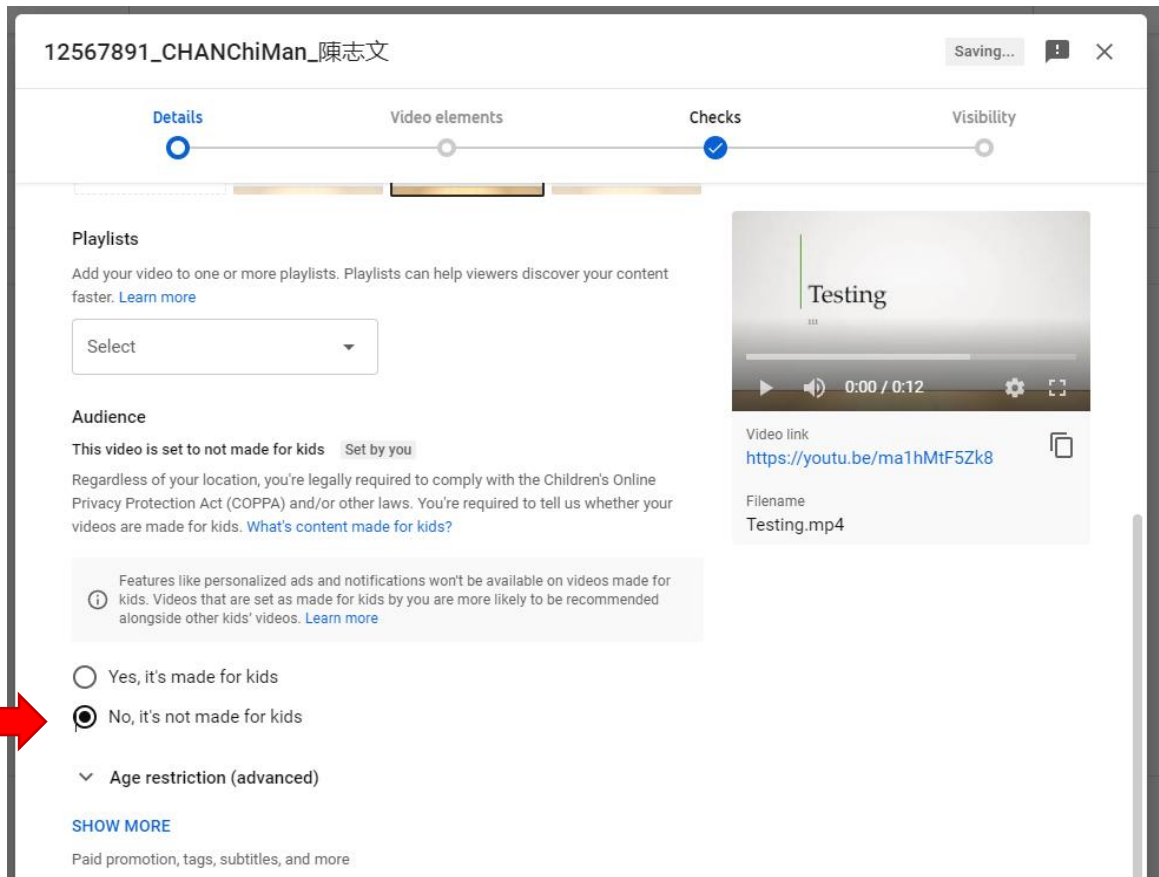 12567891_CHANChiMan_陳志文
Saving...
Details
Video elements
Checks
Visibility
Playlists
Add your video to one or more playlists. Playlists can help viewers discover your content
faster. Learn more
Select
Audience
This video is set to not made for kids Set by you
Regardless of your location, you're legally required to comply with the Children's Online
Privacy Protection Act (COPPA) and/or other laws. You're required to tell us whether your
videos are made for kids. What's content made for kids?
Features like personalized ads and notifications won't be available on videos made for
kids. Videos that are set as made for kids by you are more likely to be recommended
alongside other kids' videos. Learn more
Yes, it's made for kids
No, it's not made for kids
Age restriction (advanced)
SHOW MORE
Paid promotion, tags, subtitles, and more
Testing
0:00 / 0:12
Video link
https://youtu.be/ma1hMtF5Zk8
Filename
Testing.mp4